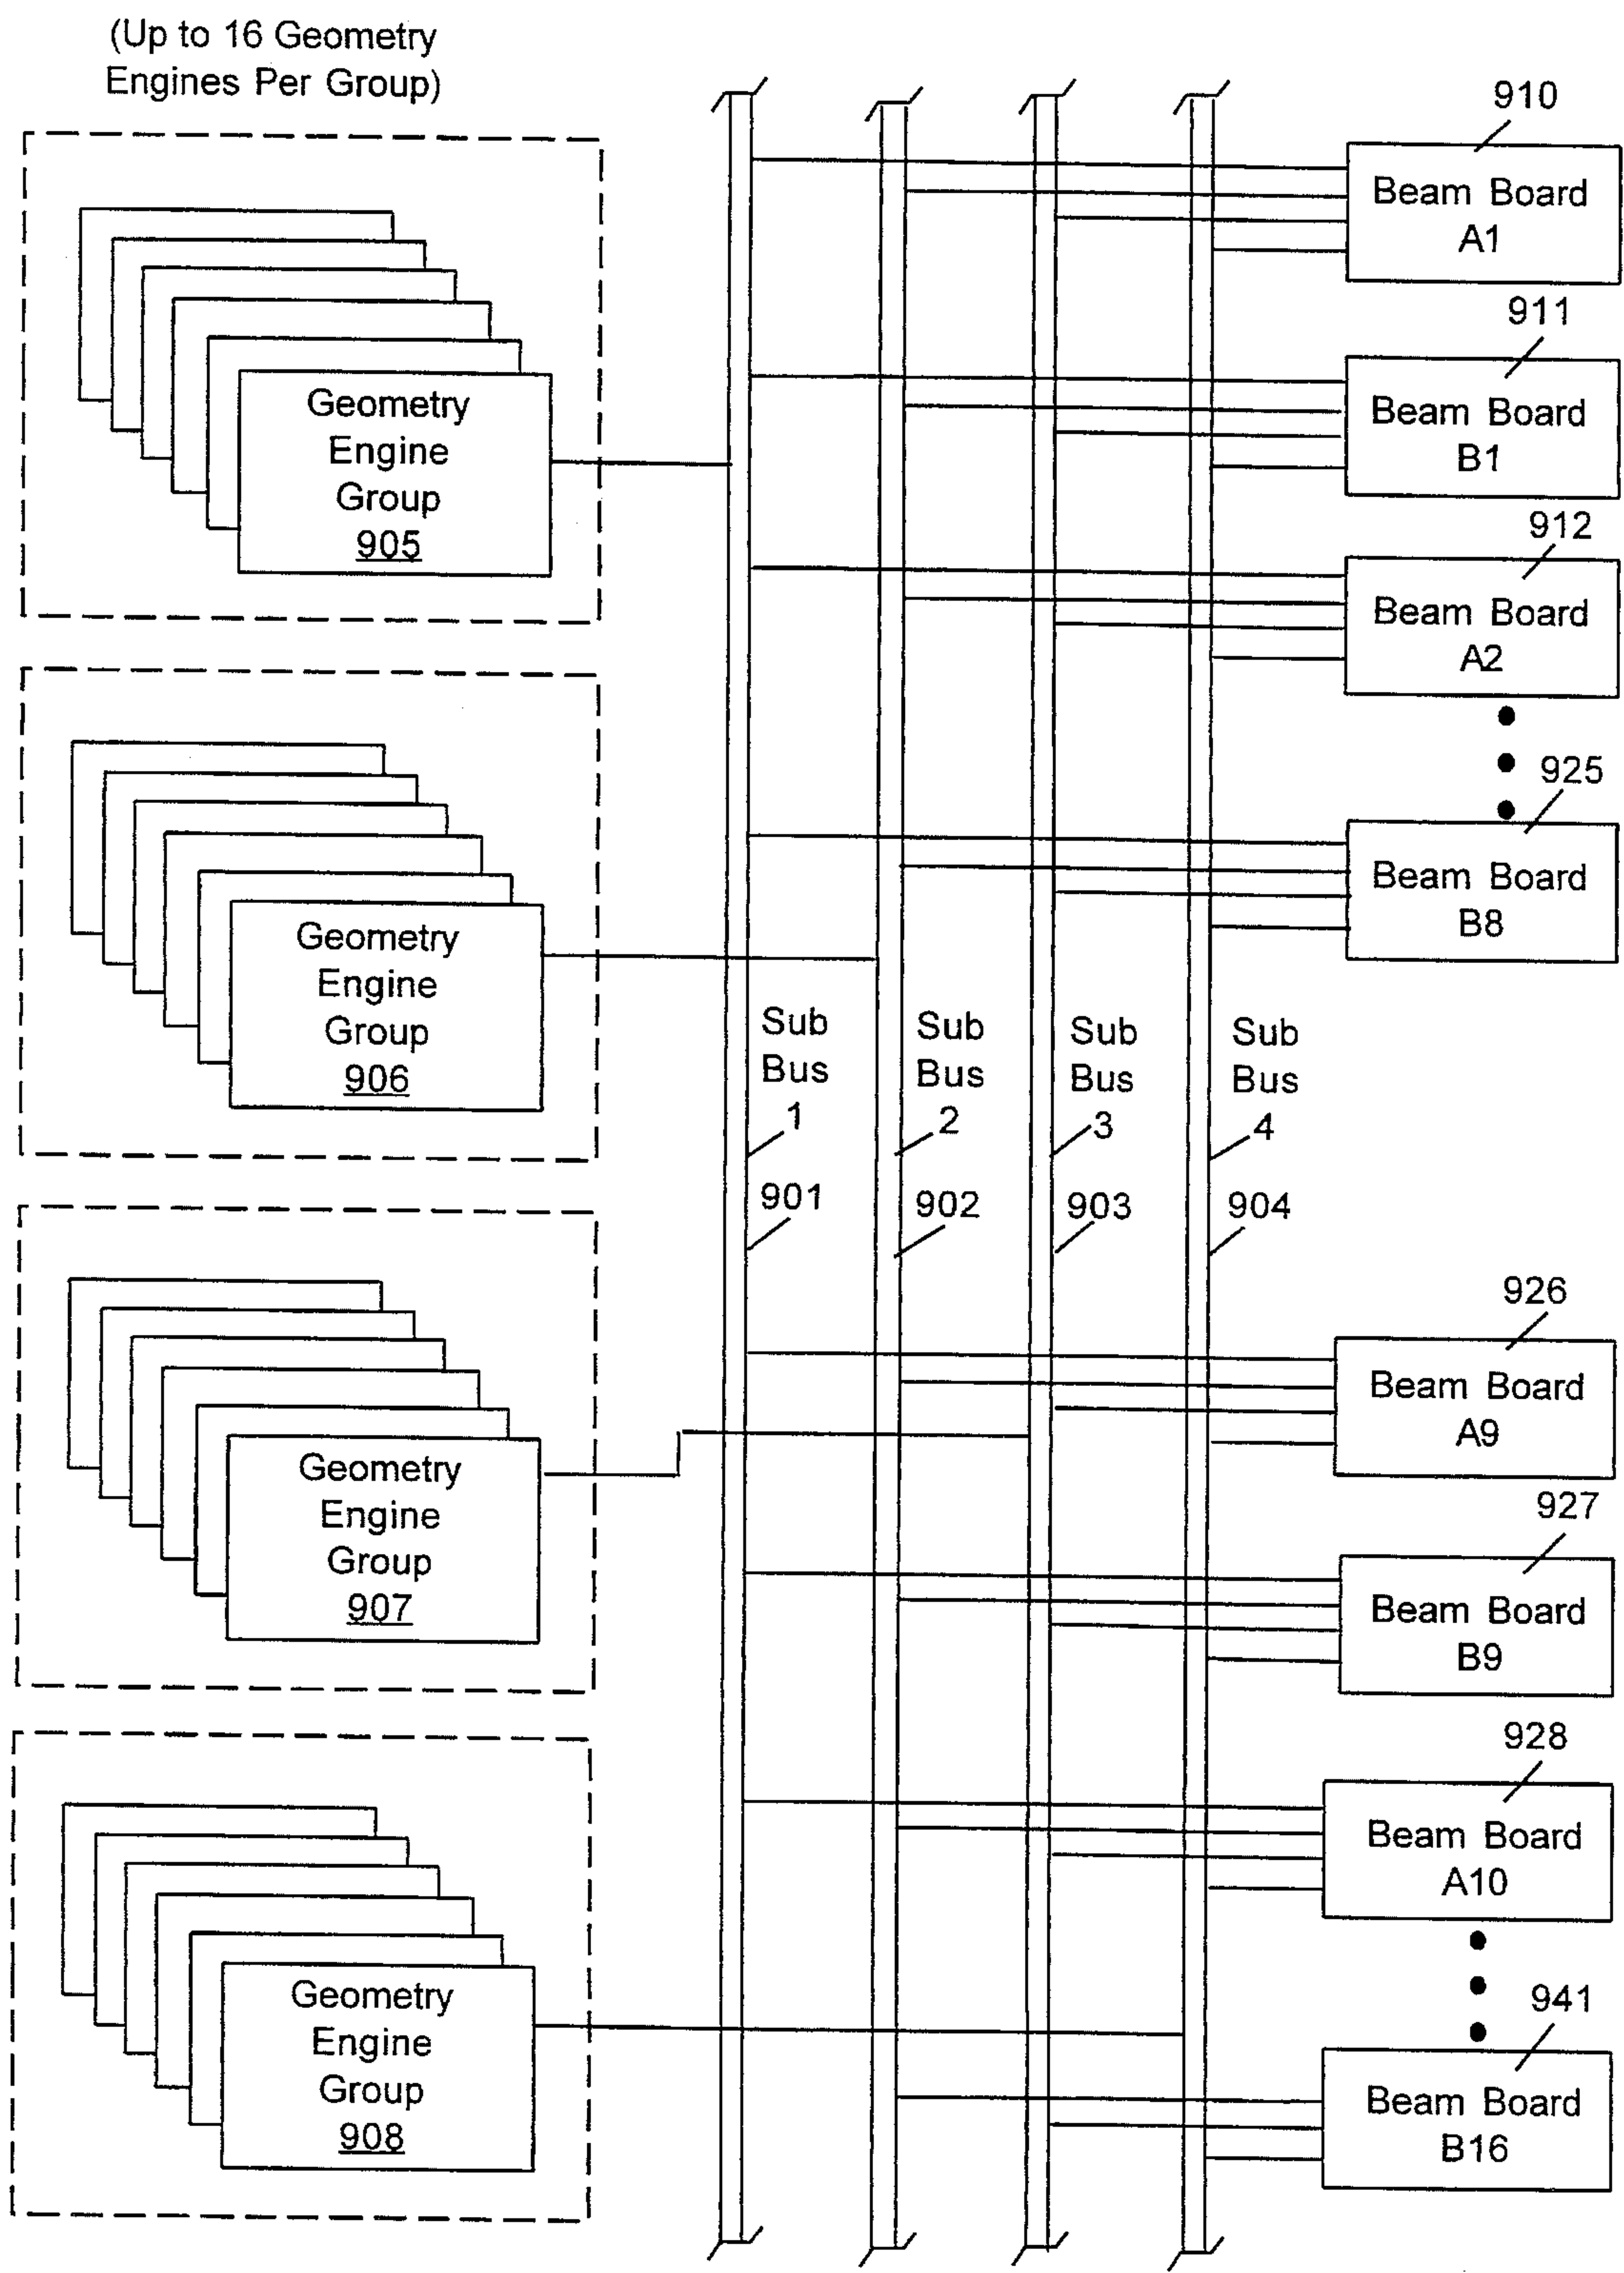 (Up to 16 Geometry
Engines Per Group)
Geometry
Engine
Group
905
Geometry
Engine
Group
906
Geometry
Engine
Group
907
Geometry
Engine
Group
908
Sub
Bus
1
901
Sub
Bus
2
902
Sub
Bus
3
903
Sub
Bus
4
904
910
Beam Board
A1
911
Beam Board
B1
912
Beam Board
A2
925
Beam Board
B8
926
Beam Board
A9
927
Beam Board
B9
928
Beam Board
A10
941
Beam Board
B16